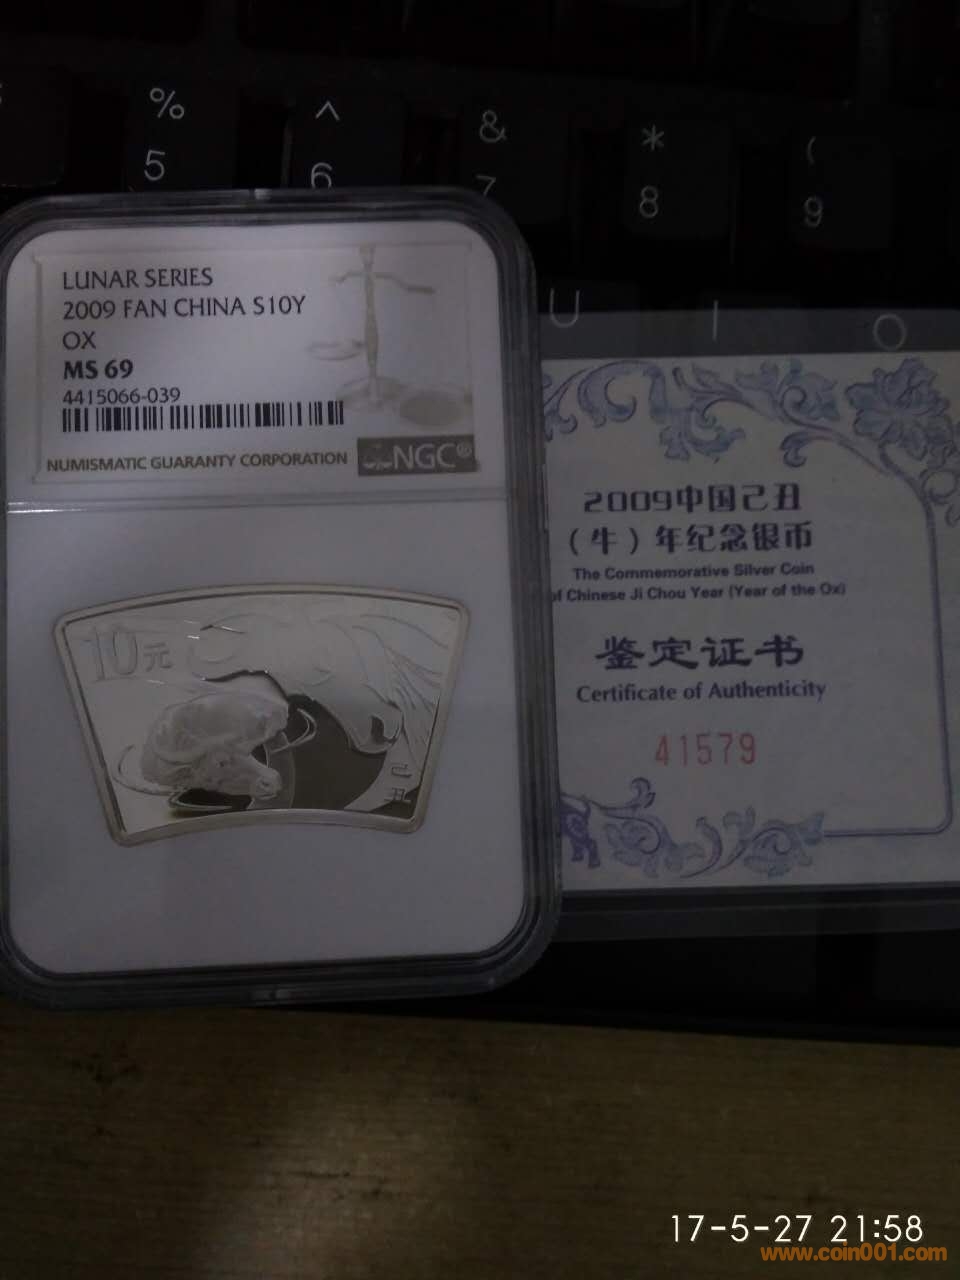 %
^
&
*
(
5
6
7
8
9
U
I
O
LUNAR SERIES
2009 FAN CHINA S10Y
OX
MS 69
4415066-039
NUMISMATIC GUARANTY CORPORATION
NGC®
10元
己
丑
2009中国己丑
（牛）年纪念银币
The Commemorative Silver Coin
of Chinese Ji Chou Year (Year of the Ox)
鉴定证书
Certificate of Authenticity
41579
17-5-27 21:58
www.coin001.com